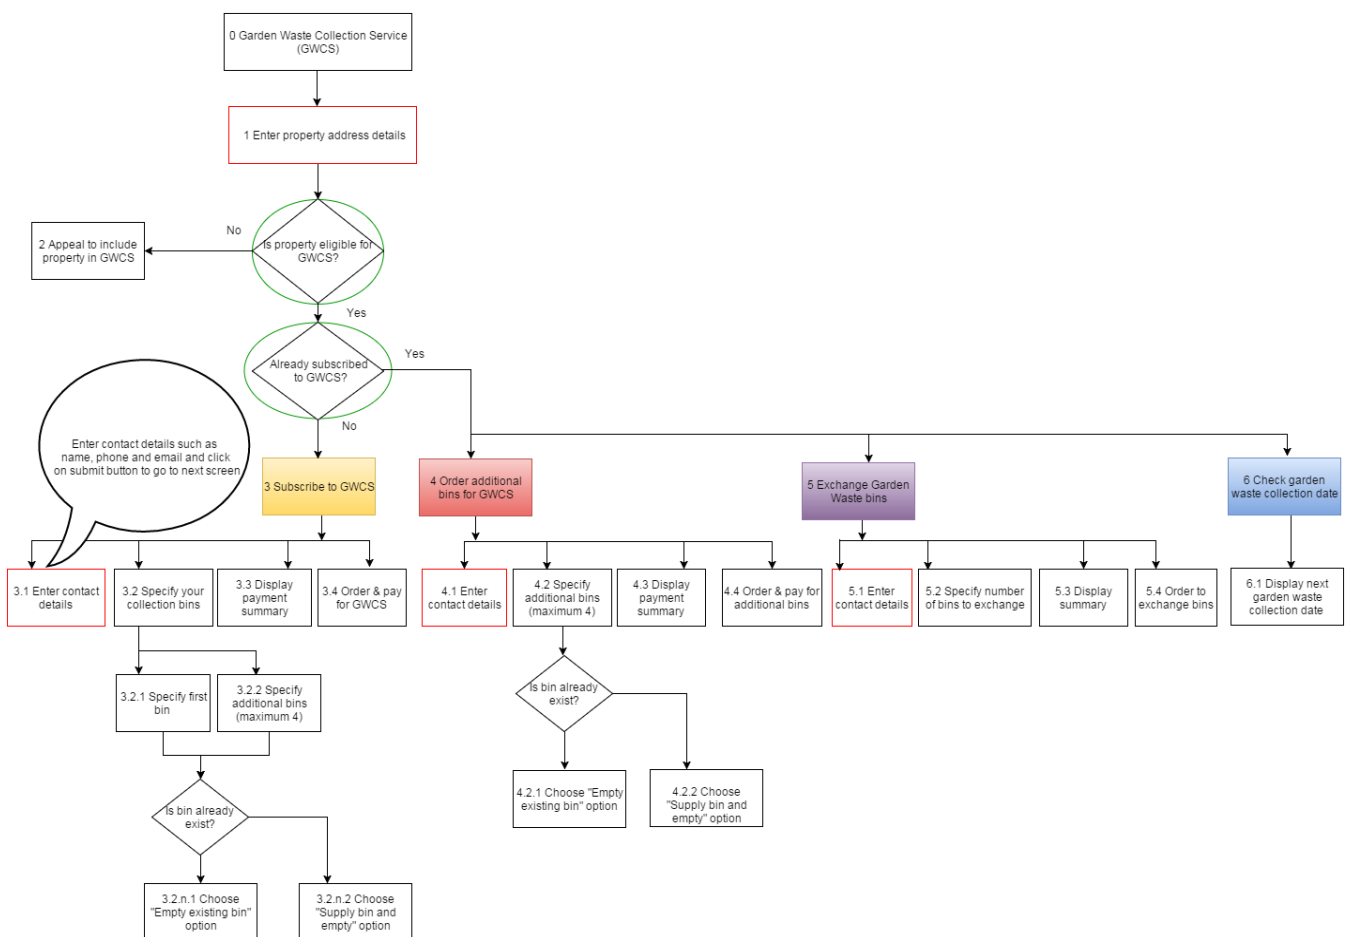 0 Garden Waste Collection Service
(GWCS)
1 Enter property address details
No
2 Appeal to include
property in GWCS
Is property eligible for
GWCS?
Yes
Already subscribed
to GWCS?
Yes
No
Enter contact details such as
name, phone and email and click
on submit button to go to next screen
3 Subscribe to GWCS
4 Order additional
bins for GWCS
5 Exchange Garden
Waste bins
6 Check garden
waste collection date
3.1 Enter contact
details
3.2 Specify your
collection bins
3.3 Display
payment
summary
3.4 Order & pay
for GWCS
4.1 Enter
contact details
4.2 Specify
additional bins
(maximum 4)
4.3 Display
payment
summary
4.4 Order & pay for
additional bins
5.1 Enter
contact details
5.2 Specify number
of bins to exchange
5.3 Display
summary
5.4 Order to
exchange bins
6.1 Display next
garden waste
collection date
3.2.1 Specify first
bin
3.2.2 Specify
additional bins
(maximum 4)
Is bin already
exist?
Is bin already
exist?
4.2.1 Choose "Empty
existing bin" option
4.2.2 Choose
"Supply bin and
empty" option
3.2.n.1 Choose
"Empty existing bin"
option
3.2.n.2 Choose
"Supply bin and
empty" option